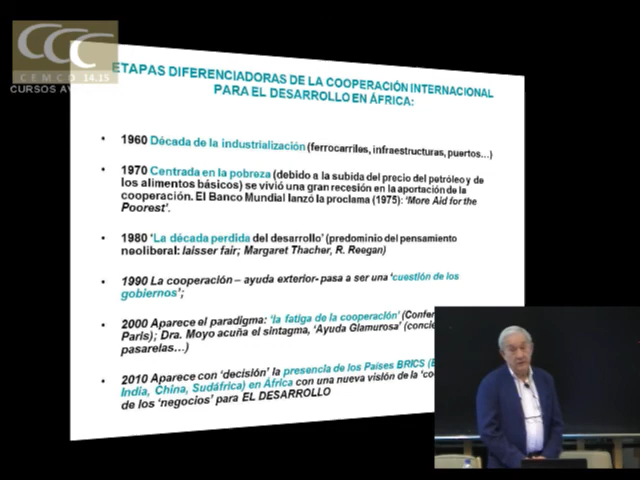 CEMCO 14.15
CURSOS AV
ETAPAS DIFERENCIADORAS DE LA COOPERACIÓN INTERNACIONAL
PARA EL DESARROLLO EN ÁFRICA:
• 1960 Década de la industrialización (ferrocarriles, infraestructuras, puertos...)
• 1970 Centrada en la pobreza (debido a la subida del precio del petróleo y de
los alimentos básicos) se vivió una gran recesión en la aportación de la
cooperación. El Banco Mundial lanzó la proclama (1975): 'More Aid for the
Poorest'.
• 1980 'La década perdida del desarrollo' (predominio del pensamiento
neoliberal: laisser fair; Margaret Thacher, R. Reegan)
• 1990 La cooperación – ayuda exterior- pasa a ser una 'cuestión de los
gobiernos';
• 2000 Aparece el paradigma: 'la fatiga de la cooperación' (Confer
Paris); Dra. Moyo acuña el sintagma, 'Ayuda Glamurosa' (concie
pasarelas...)
• 2010 Aparece con 'decisión' la presencia de los Países BRICS (B
India, China, Sudáfrica) en África con una nueva visión de la 'co
de los 'negocios' para EL DESARROLLO